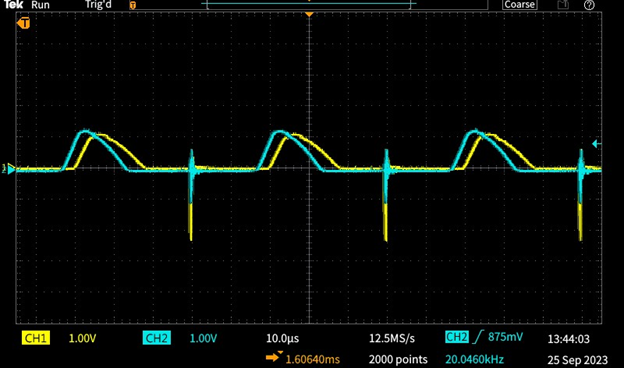 Tek Run Trig'd T Coarse ?
T
CH1 1.00V CH2 1.00V 10.0μs 12.5MS/s CH2 875mV 13:44:03
1.60640ms 2000 points 20.0460kHz 25 Sep 2023